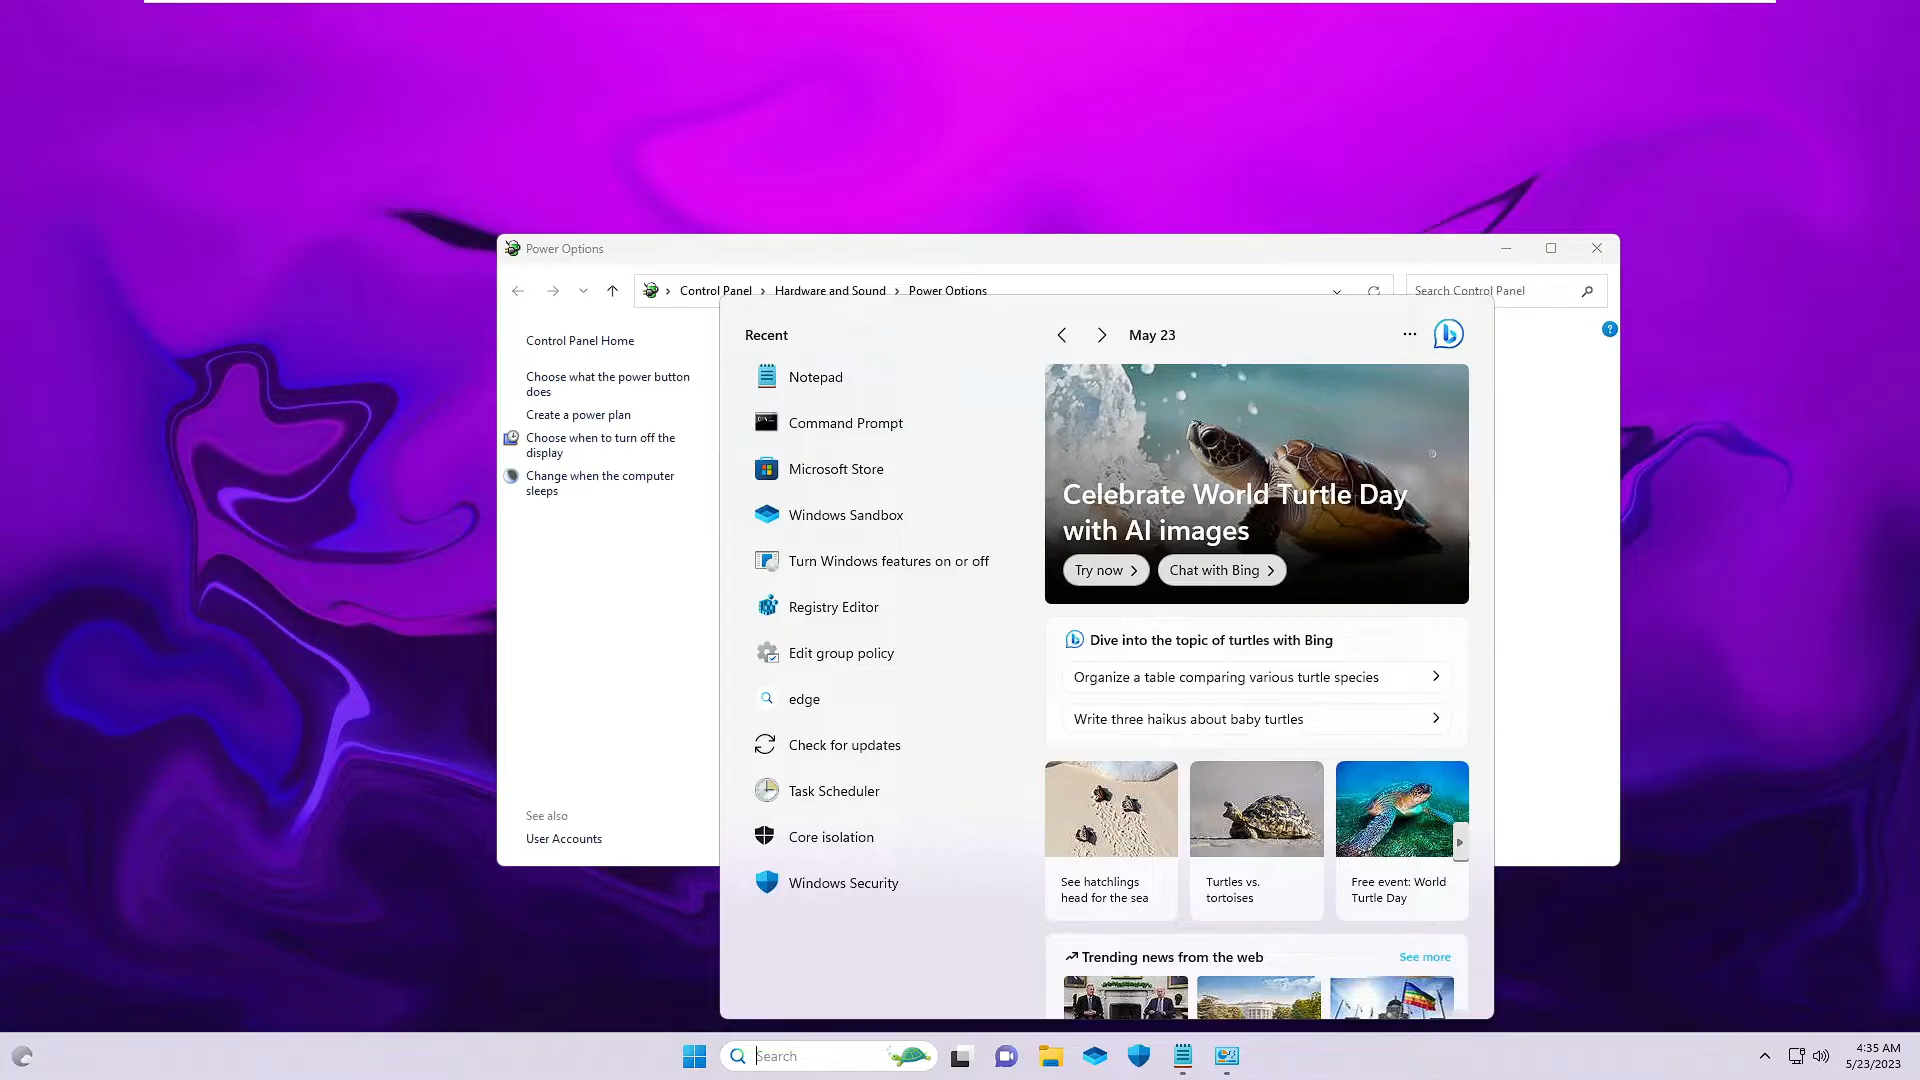 Power Options
Control Panel > Hardware and Sound > Power Options
Search Control Panel
Control Panel Home
Choose what the power button
does
Create a power plan
Choose when to turn off the
display
Change when the computer
sleeps
See also
User Accounts
Recent
Notepad
Command Prompt
Microsoft Store
Windows Sandbox
Turn Windows features on or off
Registry Editor
Edit group policy
edge
Check for updates
Task Scheduler
Core isolation
Windows Security
May 23
Celebrate World Turtle Day
with AI images
Try now
Chat with Bing
Dive into the topic of turtles with Bing
Organize a table comparing various turtle species
Write three haikus about baby turtles
See hatchlings
head for the sea
Turtles vs.
tortoises
Free event: World
Turtle Day
Trending news from the web
See more
Search
4:35 AM
5/23/2023